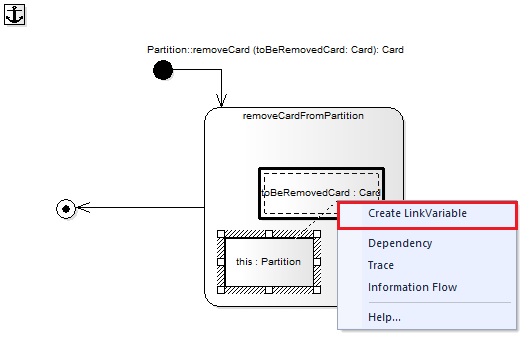 Partition::removeCard (toBeRemovedCard: Card): Card
removeCardFromPartition
toBeRemovedCard : Card
Create LinkVariable
this : Partition
Dependency
Trace
Information Flow
Help...